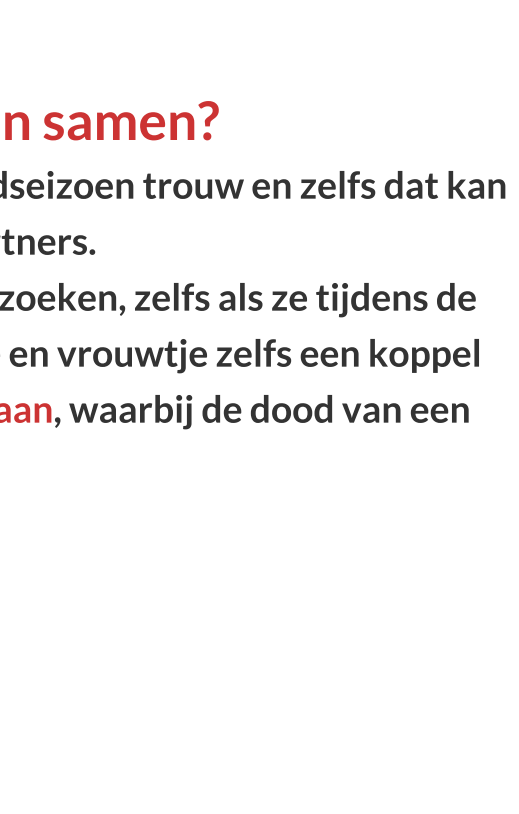 n samen?
dseizoen trouw en zelfs dat kan
tners.
zoeken, zelfs als ze tijdens de
en vrouwtje zelfs een koppel
aan, waarbij de dood van een